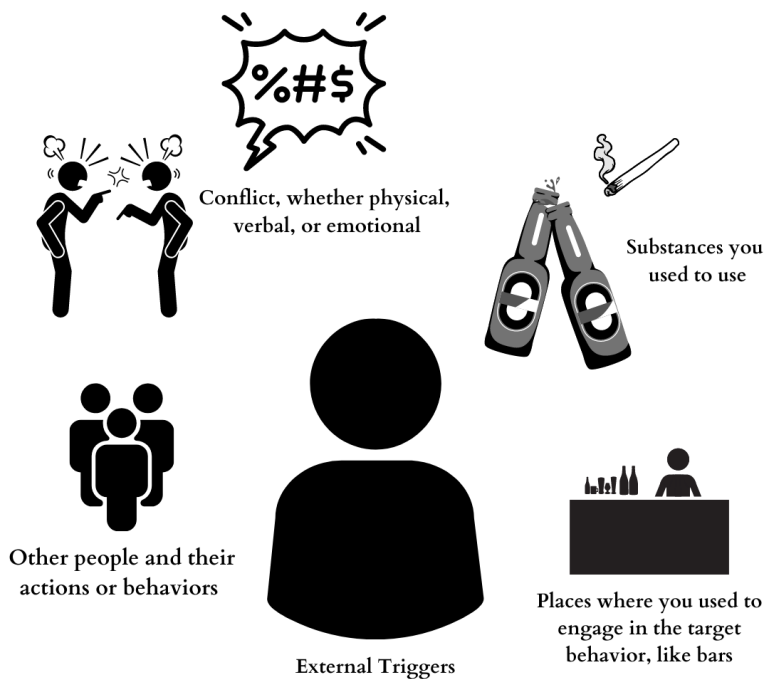 %#$
Conflict, whether physical,
verbal, or emotional
Substances you
used to use
Other people and their
actions or behaviors
Places where you used to
engage in the target
behavior, like bars
External Triggers